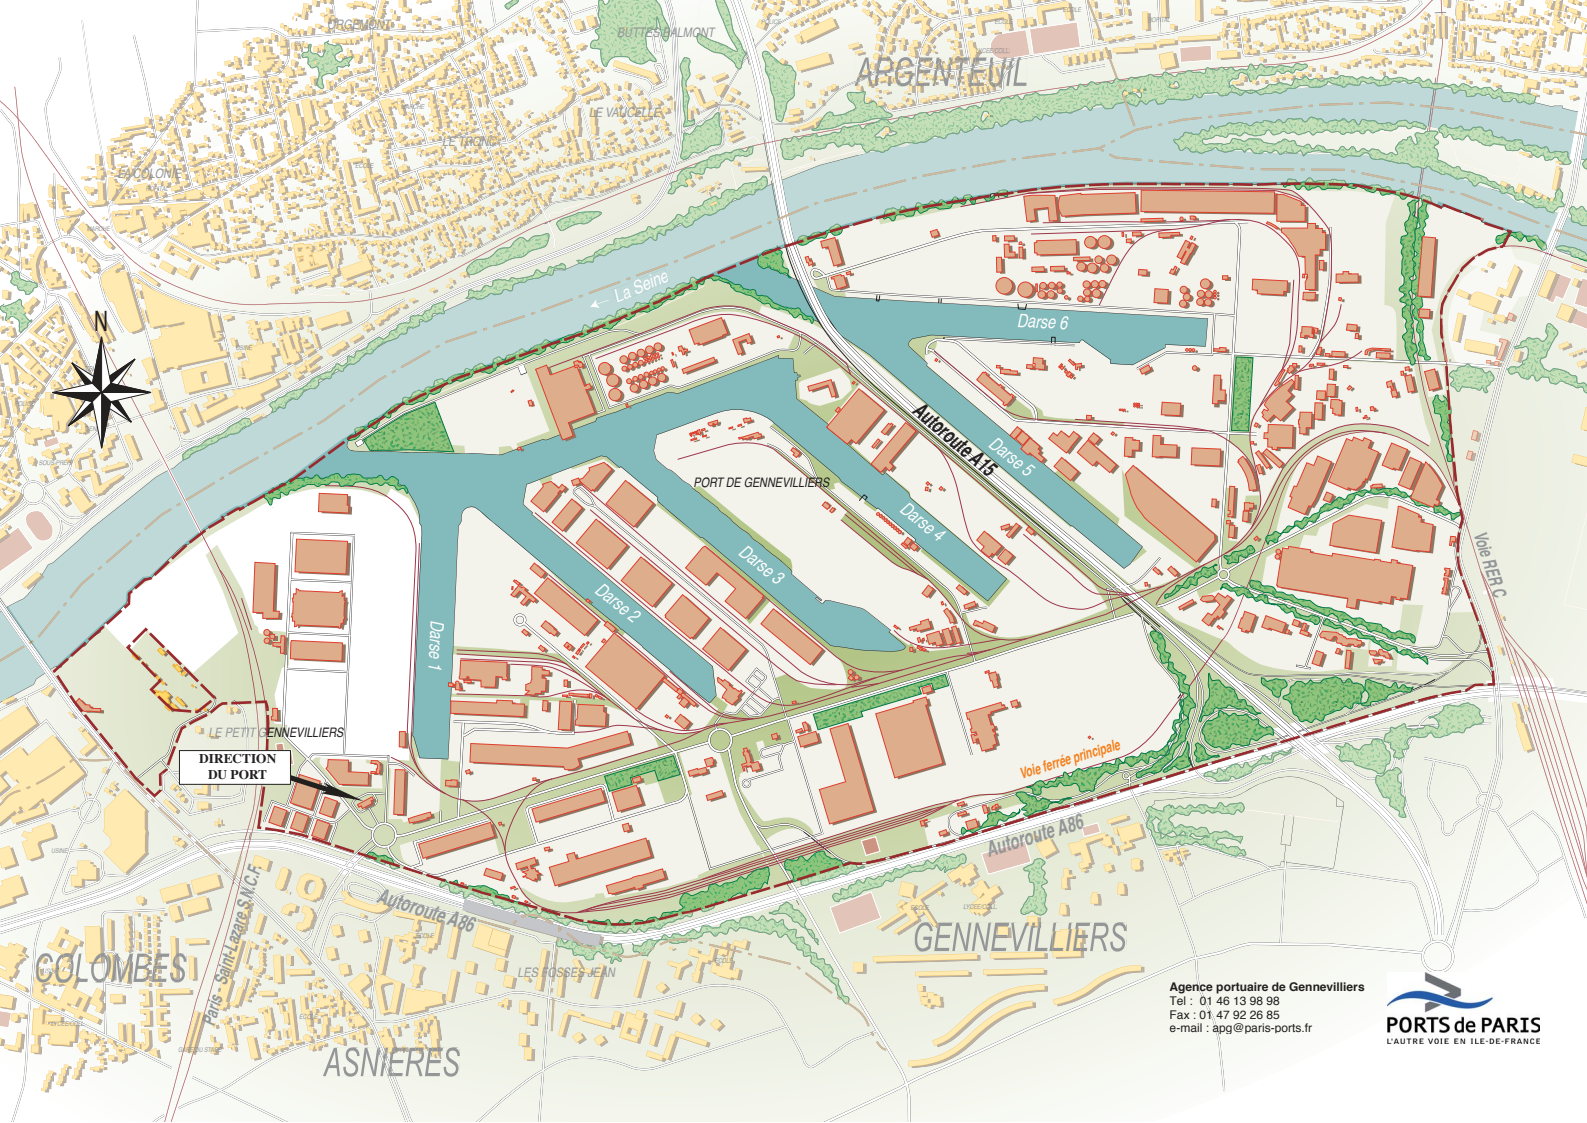 ORGEMONT
BUTTES BALMONT
ARGENTEUIL
LE VAUCELLE
LE TRONC
LA COLONIE
N
La Seine
Darse 6
Autoroute A15
Darse 5
PORT DE GENNEVILLIERS
Darse 4
Darse 3
Darse 2
Darse 1
Voie RER C
LE PETIT GENNEVILLIERS
DIRECTION
DU PORT
Voie ferrée principale
Autoroute A86
Autoroute A86
Paris - Saint-Lazare S.N.C.F.
COLOMBES
GENNEVILLIERS
LES FOSSES JEAN
ASNIERES
Agence portuaire de Gennevilliers
Tel : 01 46 13 98 98
Fax : 01 47 92 26 85
e-mail : apg@paris-ports.fr
PORTS de PARIS
L'AUTRE VOIE EN ILE-DE-FRANCE